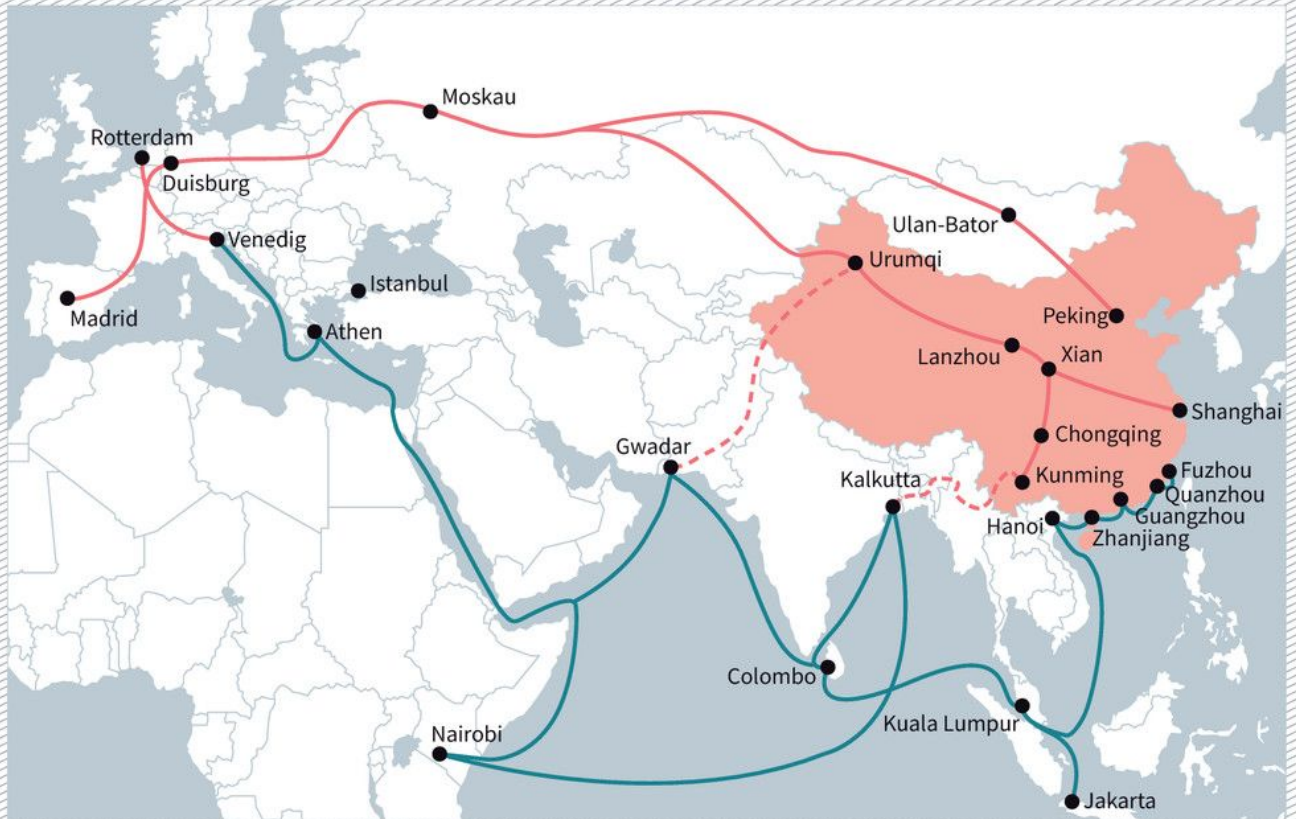 Moskau
Rotterdam
Duisburg
Ulan-Bator
Venedig
Urumqi
Istanbul
Madrid
Peking
Athen
Lanzhou
Xian
Shanghai
Chongqing
Gwadar
Kunming
Fuzhou
Kalkutta
Quanzhou
Guangzhou
Hanoi
Zhanjiang
Colombo
Kuala Lumpur
Nairobi
Jakarta